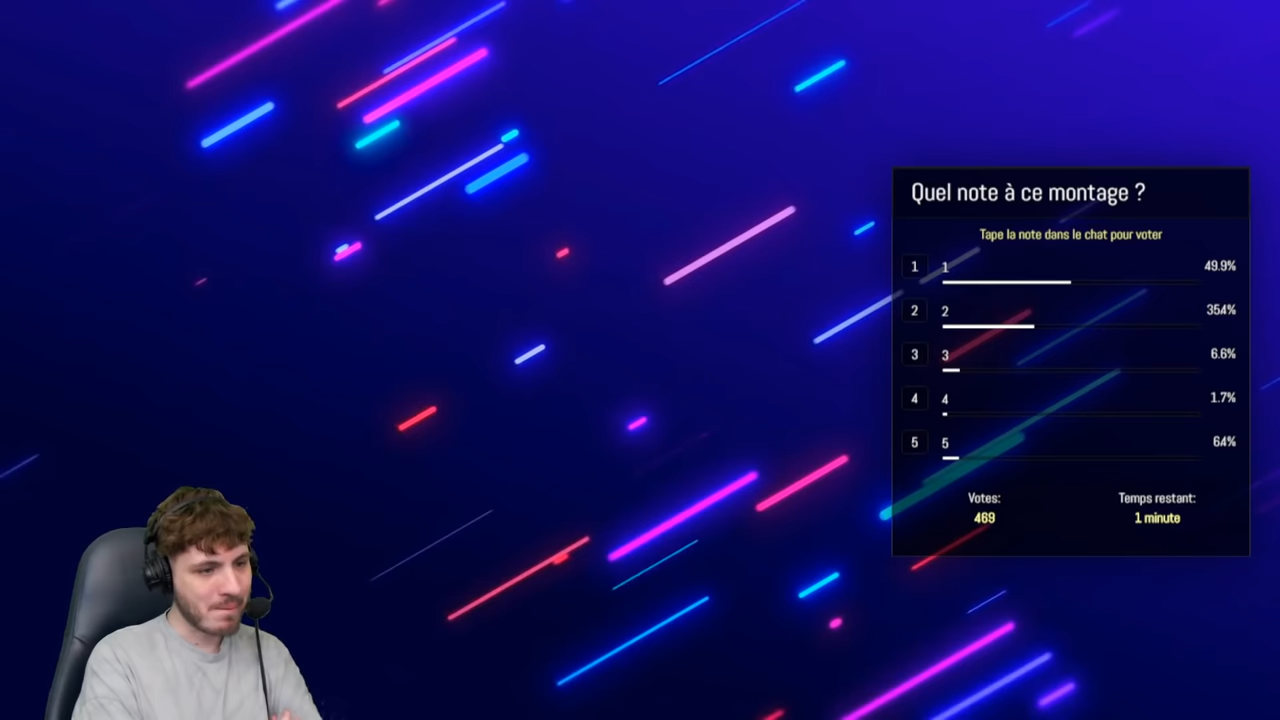 Quel note à ce montage ?
Tape la note dans le chat pour voter
1 1 49.9%
2 2 354%
3 3 6.6%
4 4 1.7%
5 5 64%
Votes: Temps restant:
469 1 minute